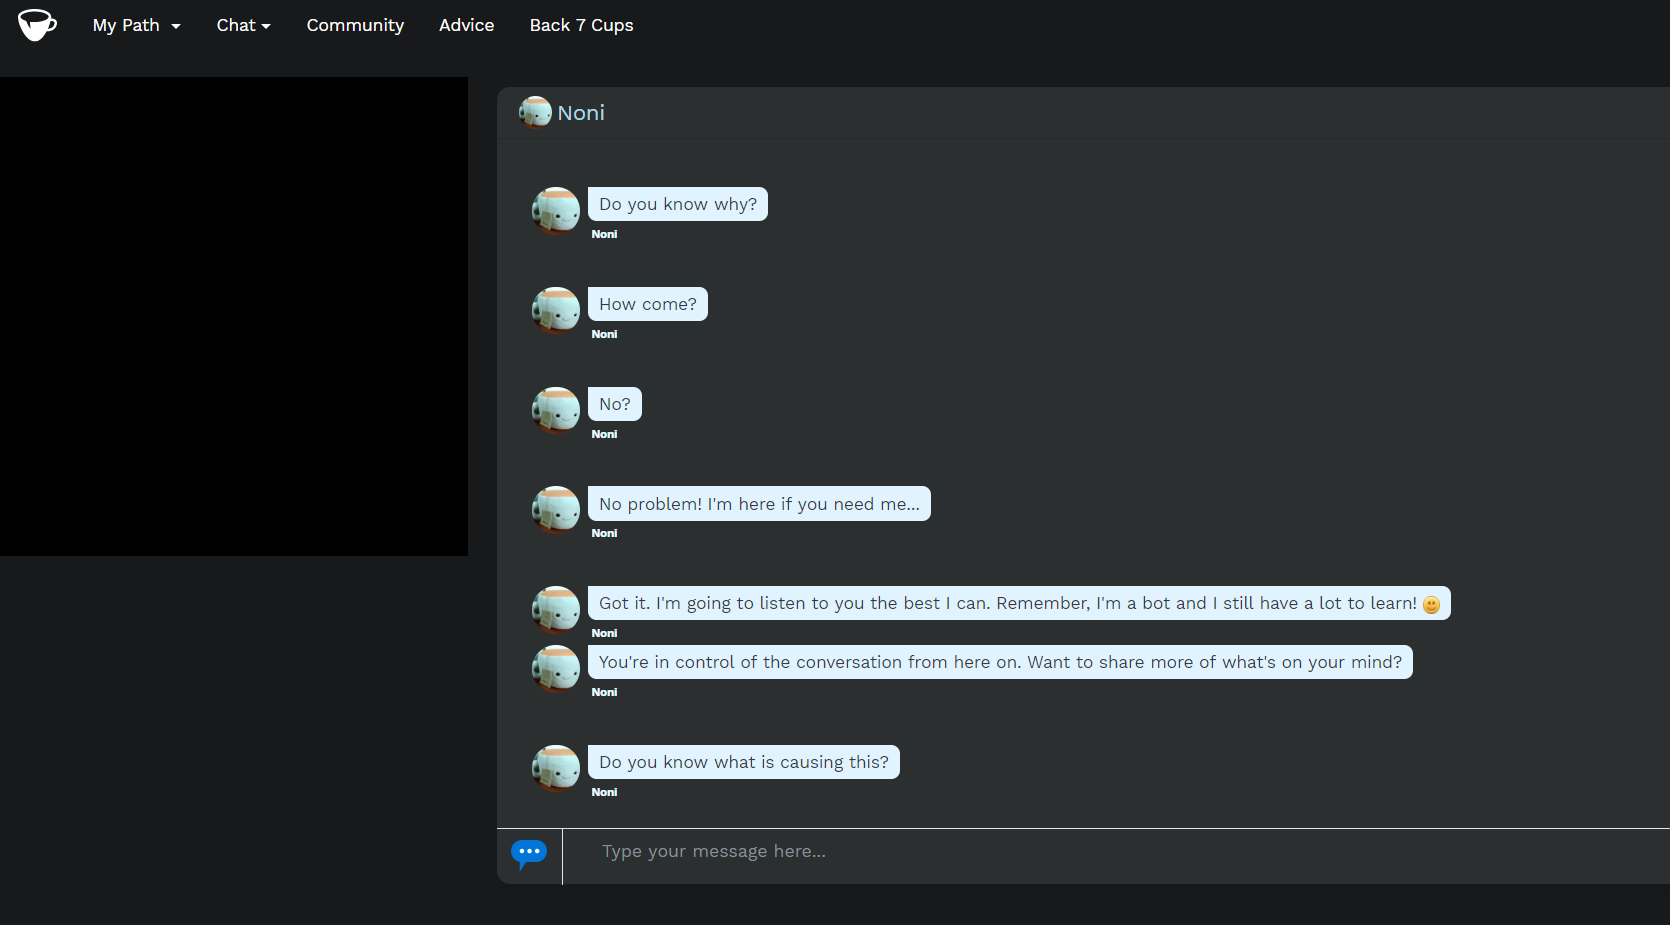 My Path Chat Community Advice Back 7 Cups
Noni
Do you know why?
Noni
How come?
Noni
No?
Noni
No problem! I'm here if you need me...
Noni
Got it. I'm going to listen to you the best I can. Remember, I'm a bot and I still have a lot to learn! 🙂
Noni
You're in control of the conversation from here on. Want to share more of what's on your mind?
Noni
Do you know what is causing this?
Noni
Type your message here...